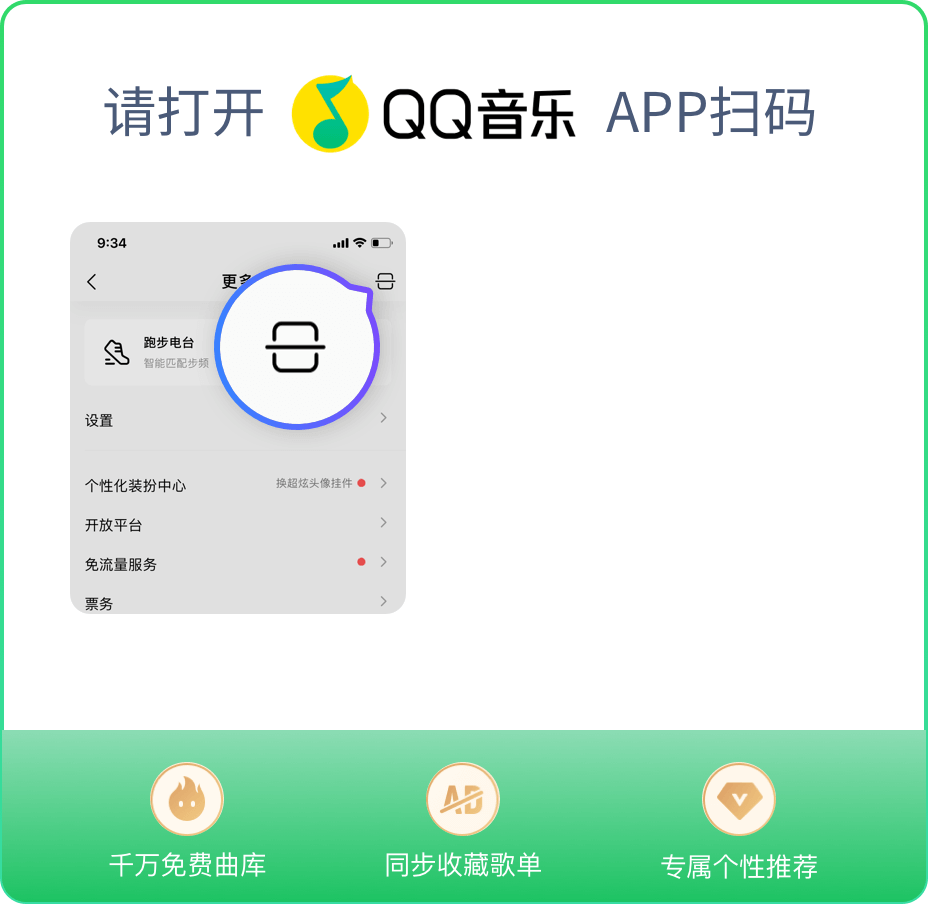 请打开 QQ音乐 APP扫码
9:34
更多
跑步电台
智能匹配步频
设置
个性化装扮中心 换超炫头像挂件
开放平台
免流量服务
票务
AD
千万免费曲库 同步收藏歌单 专属个性推荐